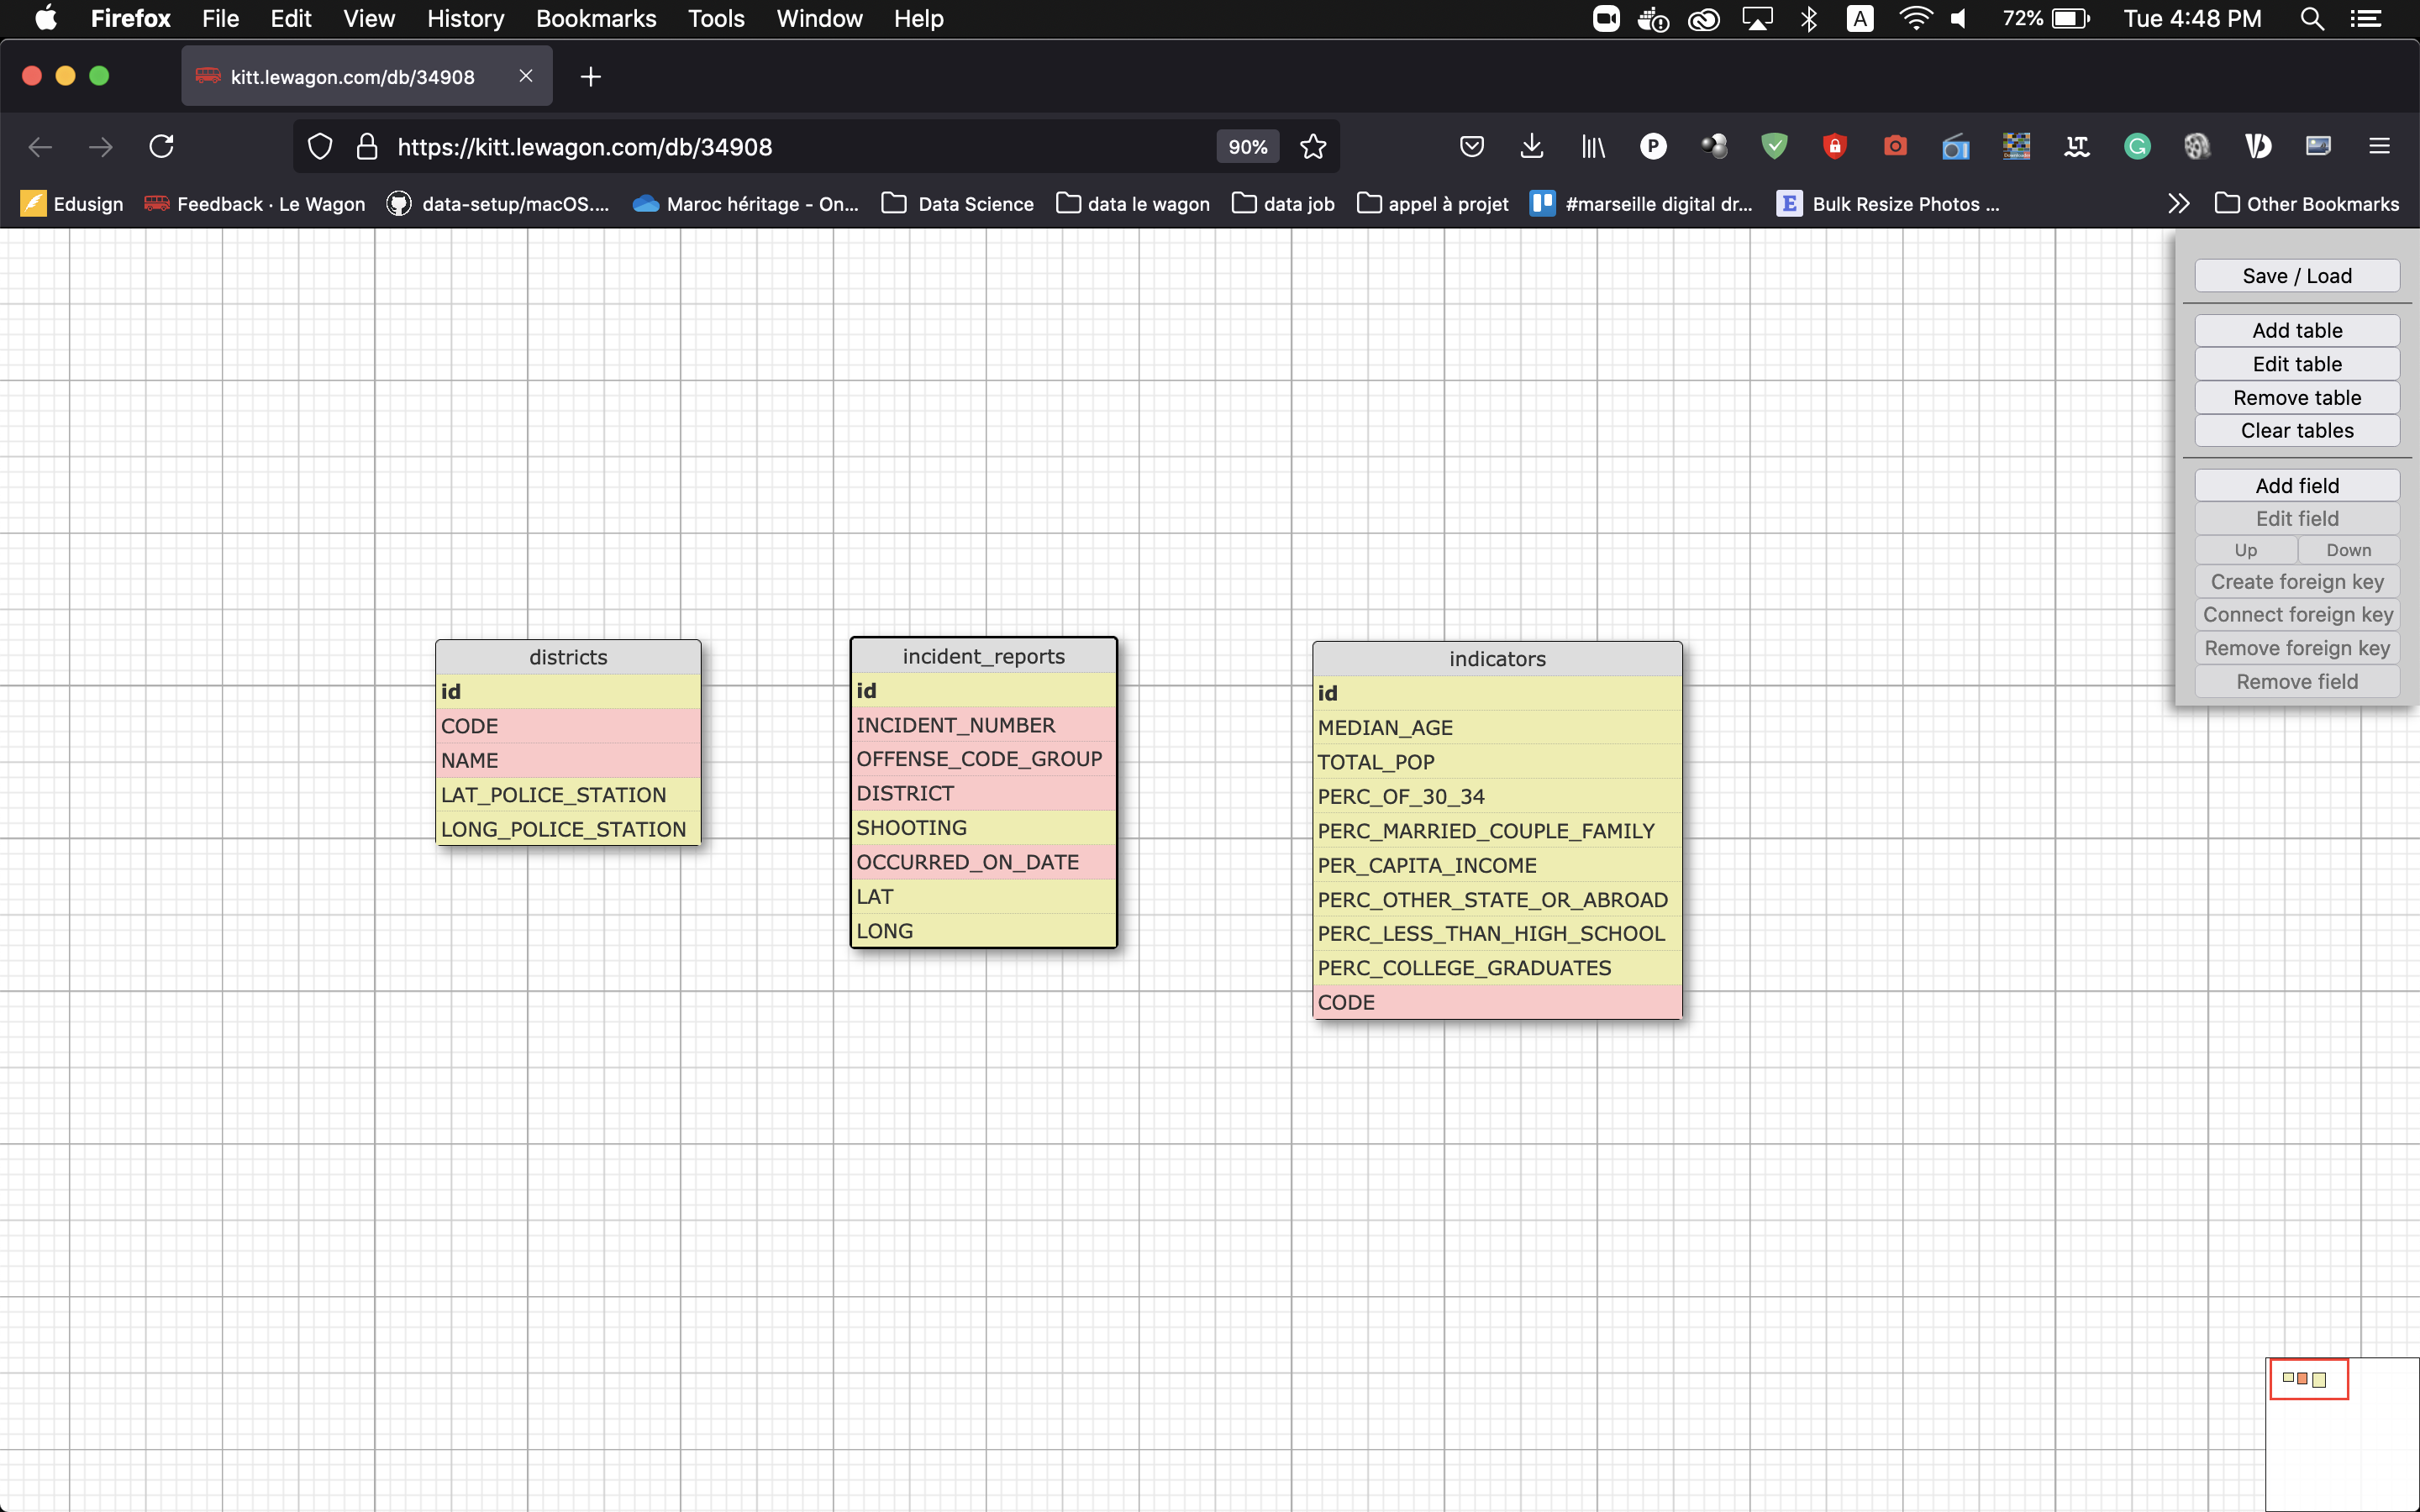 Firefox File Edit View History Bookmarks Tools Window Help A 72% Tue 4:48 PM
kitt.lewagon.com/db/34908
https://kitt.lewagon.com/db/34908 90%
Edusign Feedback · Le Wagon data-setup/macOS.... Maroc héritage - On... Data Science data le wagon data job appel à projet #marseille digital dr... E Bulk Resize Photos ... Other Bookmarks
Save / Load
Add table
Edit table
Remove table
Clear tables
Add field
Edit field
Up Down
Create foreign key
Connect foreign key
Remove foreign key
Remove field
districts
id
CODE
NAME
LAT_POLICE_STATION
LONG_POLICE_STATION
incident_reports
id
INCIDENT_NUMBER
OFFENSE_CODE_GROUP
DISTRICT
SHOOTING
OCCURRED_ON_DATE
LAT
LONG
indicators
id
MEDIAN_AGE
TOTAL_POP
PERC_OF_30_34
PERC_MARRIED_COUPLE_FAMILY
PER_CAPITA_INCOME
PERC_OTHER_STATE_OR_ABROAD
PERC_LESS_THAN_HIGH_SCHOOL
PERC_COLLEGE_GRADUATES
CODE